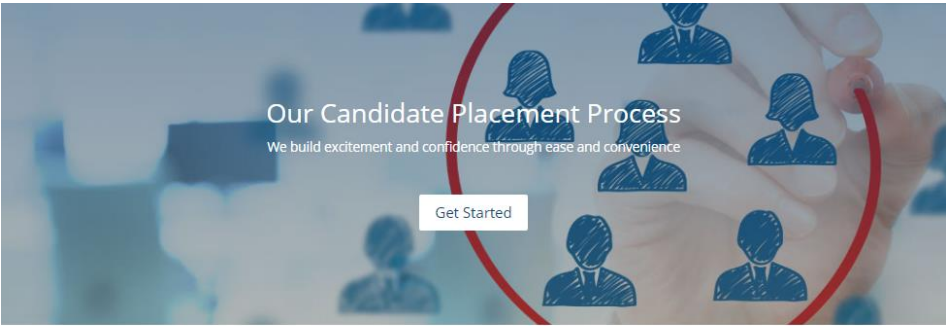 Our Candidate Placement Process
We build excitement and confidence through ease and convenience
Get Started